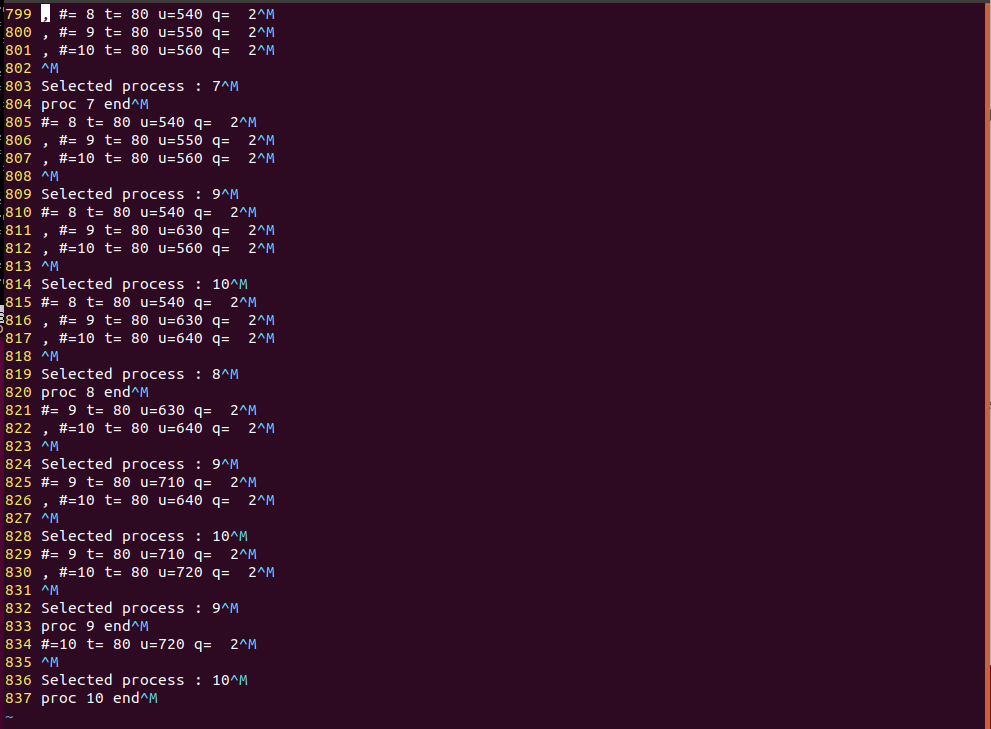 799 , #= 8 t= 80 u=540 q=  2^M
800 , #= 9 t= 80 u=550 q=  2^M
801 , #=10 t= 80 u=560 q=  2^M
802 ^M
803 Selected process : 7^M
804 proc 7 end^M
805 #= 8 t= 80 u=540 q=  2^M
806 , #= 9 t= 80 u=550 q=  2^M
807 , #=10 t= 80 u=560 q=  2^M
808 ^M
809 Selected process : 9^M
810 #= 8 t= 80 u=540 q=  2^M
811 , #= 9 t= 80 u=630 q=  2^M
812 , #=10 t= 80 u=560 q=  2^M
813 ^M
814 Selected process : 10^M
815 #= 8 t= 80 u=540 q=  2^M
816 , #= 9 t= 80 u=630 q=  2^M
817 , #=10 t= 80 u=640 q=  2^M
818 ^M
819 Selected process : 8^M
820 proc 8 end^M
821 #= 9 t= 80 u=630 q=  2^M
822 , #=10 t= 80 u=640 q=  2^M
823 ^M
824 Selected process : 9^M
825 #= 9 t= 80 u=710 q=  2^M
826 , #=10 t= 80 u=640 q=  2^M
827 ^M
828 Selected process : 10^M
829 #= 9 t= 80 u=710 q=  2^M
830 , #=10 t= 80 u=720 q=  2^M
831 ^M
832 Selected process : 9^M
833 proc 9 end^M
834 #=10 t= 80 u=720 q=  2^M
835 ^M
836 Selected process : 10^M
837 proc 10 end^M
~